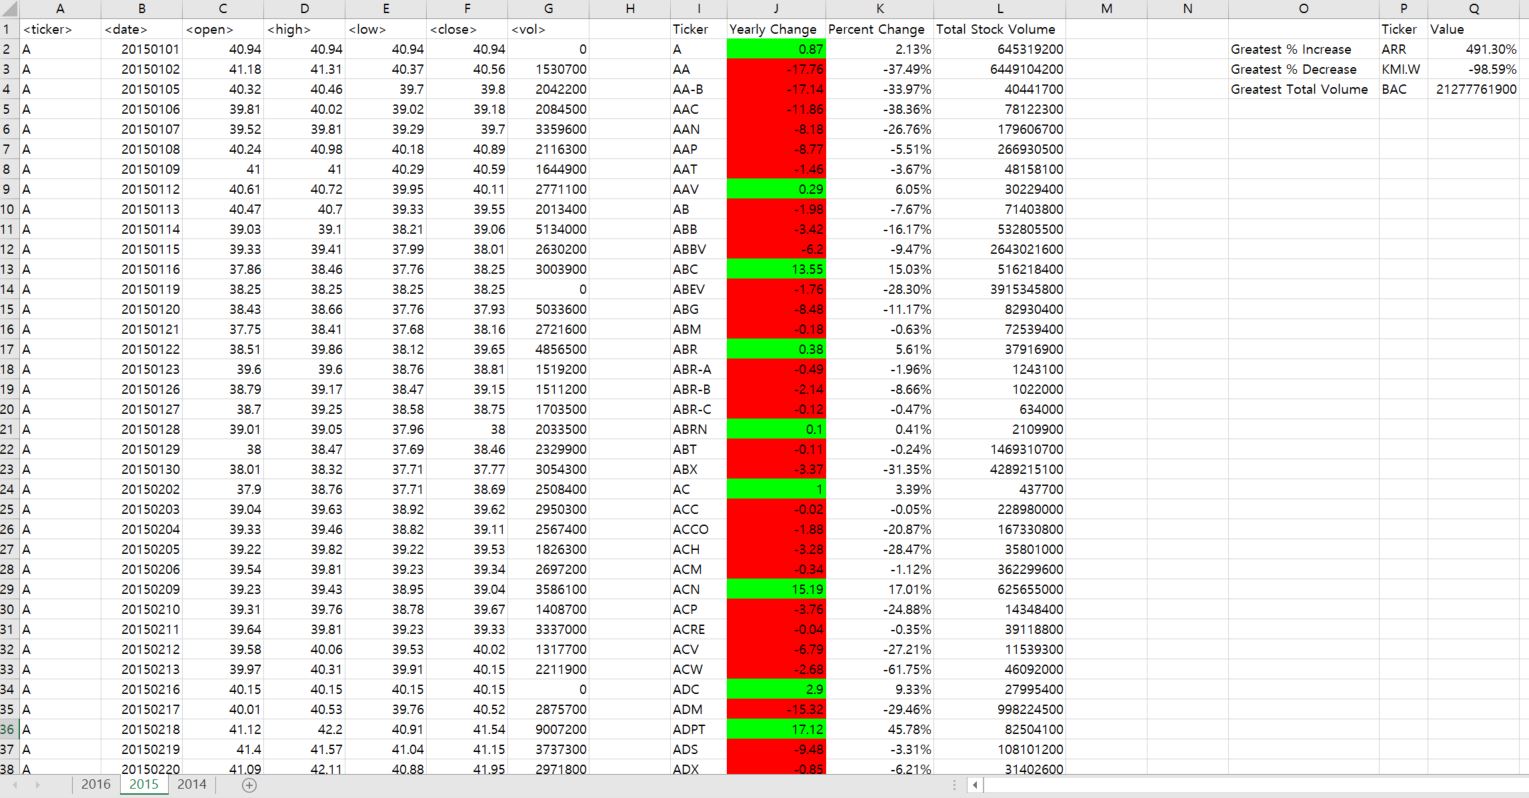 A B C D E F G H I J K L M N O P Q
1 <ticker> <date> <open> <high> <low> <close> <vol> Ticker Yearly Change Percent Change Total Stock Volume Ticker Value
2 A 20150101 40.94 40.94 40.94 40.94 0 A 0.87 2.13% 645319200 Greatest % Increase ARR 491.30%
3 A 20150102 41.18 41.31 40.37 40.56 1530700 AA -17.76 -37.49% 6449104200 Greatest % Decrease KMI.W -98.59%
4 A 20150105 40.32 40.46 39.7 39.8 2042200 AA-B -17.14 -33.97% 40441700 Greatest Total Volume BAC 21277761900
5 A 20150106 39.81 40.02 39.02 39.18 2084500 AAC -11.86 -38.36% 78122300
6 A 20150107 39.52 39.81 39.29 39.7 3359600 AAN -8.18 -26.76% 179606700
7 A 20150108 40.24 40.98 40.18 40.89 2116300 AAP -8.77 -5.51% 266930500
8 A 20150109 41 41 40.29 40.59 1644900 AAT -1.46 -3.67% 48158100
9 A 20150112 40.61 40.72 39.95 40.11 2771100 AAV 0.29 6.05% 30229400
10 A 20150113 40.47 40.7 39.33 39.55 2013400 AB -1.98 -7.67% 71403800
11 A 20150114 39.03 39.1 38.21 39.06 5134000 ABB -3.42 -16.17% 532805500
12 A 20150115 39.33 39.41 37.99 38.01 2630200 ABBV -6.2 -9.47% 2643021600
13 A 20150116 37.86 38.46 37.76 38.25 3003900 ABC 13.55 15.03% 516218400
14 A 20150119 38.25 38.25 38.25 38.25 0 ABEV -1.76 -28.30% 3915345800
15 A 20150120 38.43 38.66 37.76 37.93 5033600 ABG -8.48 -11.17% 82930400
16 A 20150121 37.75 38.41 37.68 38.16 2721600 ABM -0.18 -0.63% 72539400
17 A 20150122 38.51 39.86 38.12 39.65 4856500 ABR 0.38 5.61% 37916900
18 A 20150123 39.6 39.6 38.76 38.81 1519200 ABR-A -0.49 -1.96% 1243100
19 A 20150126 38.79 39.17 38.47 39.15 1511200 ABR-B -2.14 -8.66% 1022000
20 A 20150127 38.7 39.25 38.58 38.75 1703500 ABR-C -0.12 -0.47% 634000
21 A 20150128 39.01 39.05 37.96 38 2033500 ABRN 0.1 0.41% 2109900
22 A 20150129 38 38.47 37.69 38.46 2329900 ABT -0.11 -0.24% 1469310700
23 A 20150130 38.01 38.32 37.71 37.77 3054300 ABX -3.37 -31.35% 4289215100
24 A 20150202 37.9 38.76 37.71 38.69 2508400 AC 1 3.39% 437700
25 A 20150203 39.04 39.63 38.92 39.62 2950300 ACC -0.02 -0.05% 228980000
26 A 20150204 39.33 39.46 38.82 39.11 2567400 ACCO -1.88 -20.87% 167330800
27 A 20150205 39.22 39.82 39.22 39.53 1826300 ACH -3.28 -28.47% 35801000
28 A 20150206 39.54 39.81 39.23 39.34 2697200 ACM -0.34 -1.12% 362299600
29 A 20150209 39.23 39.43 38.95 39.04 3586100 ACN 15.19 17.01% 625655000
30 A 20150210 39.31 39.76 38.78 39.67 1408700 ACP -3.76 -24.88% 14348400
31 A 20150211 39.64 39.81 39.23 39.33 3337000 ACRE -0.04 -0.35% 39118800
32 A 20150212 39.58 40.06 39.53 40.02 1317700 ACV -6.79 -27.21% 11539300
33 A 20150213 39.97 40.31 39.91 40.15 2211900 ACW -2.68 -61.75% 46092000
34 A 20150216 40.15 40.15 40.15 40.15 0 ADC 2.9 9.33% 27995400
35 A 20150217 40.01 40.53 39.76 40.52 2875700 ADM -15.32 -29.46% 998224500
36 A 20150218 41.12 42.2 40.91 41.54 9007200 ADPT 17.12 45.78% 82504100
37 A 20150219 41.4 41.57 41.04 41.15 3737300 ADS -9.48 -3.31% 108101200
38 A 20150220 41.09 42.11 40.88 41.95 2971800 ADX -0.85 -6.21% 31402600
2016 2015 2014